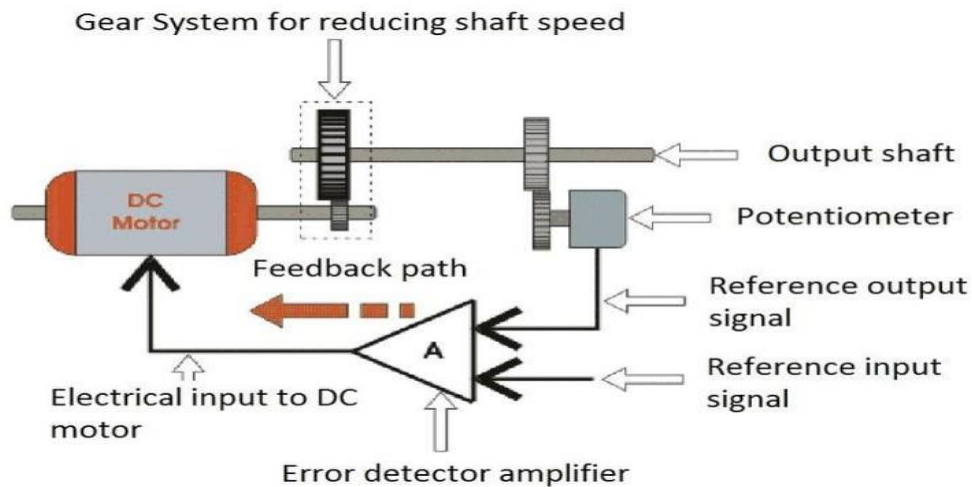 Gear System for reducing shaft speed
Output shaft
DC
Motor
Potentiometer
Feedback path
Reference output
signal
A
Reference input
signal
Electrical input to DC
motor
Error detector amplifier